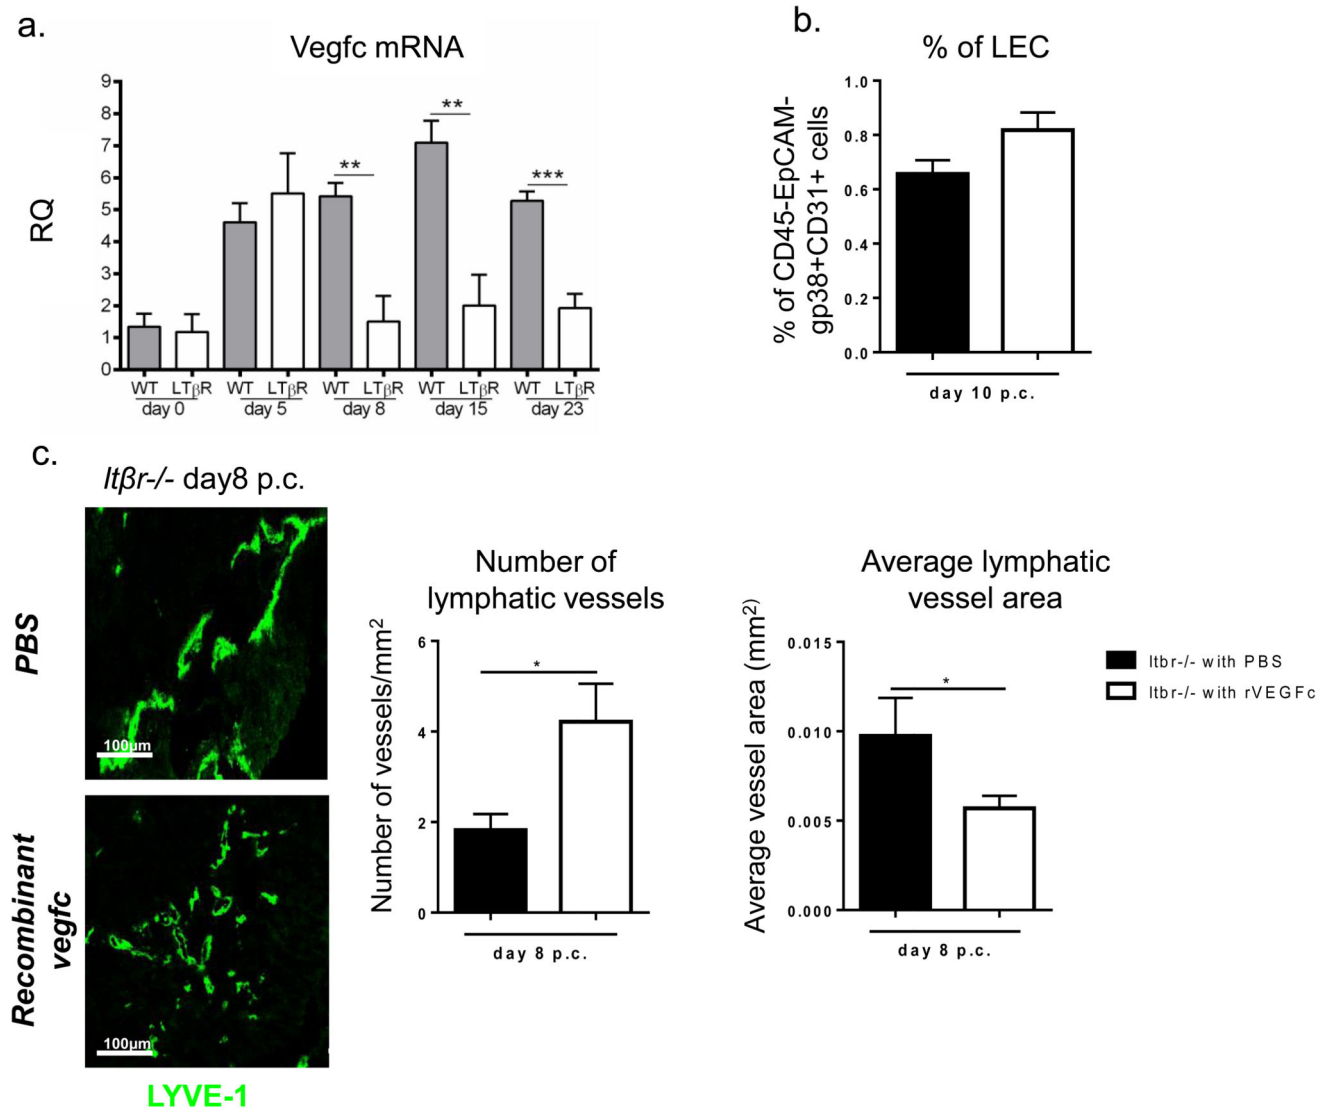 a.
Vegfc mRNA
RQ
9
8
7
6
5
4
3
2
1
0
**
**
***
WT LTβR WT LTβR WT LTβR WT LTβR WT LTβR
day 0 day 5 day 8 day 15 day 23
b.
% of LEC
% of CD45-EpCAM-
gp38+CD31+ cells
1.0
0.8
0.6
0.4
0.2
0.0
day 10 p.c.
c.
ltβr-/- day8 p.c.
PBS
100μm
Recombinant
vegfc
100μm
LYVE-1
Number of
lymphatic vessels
Number of vessels/mm²
6
4
2
0
*
day 8 p.c.
Average lymphatic
vessel area
Average vessel area (mm²)
0.015
0.010
0.005
0.000
*
day 8 p.c.
ltbr-/- with PBS
ltbr-/- with rVEGFc